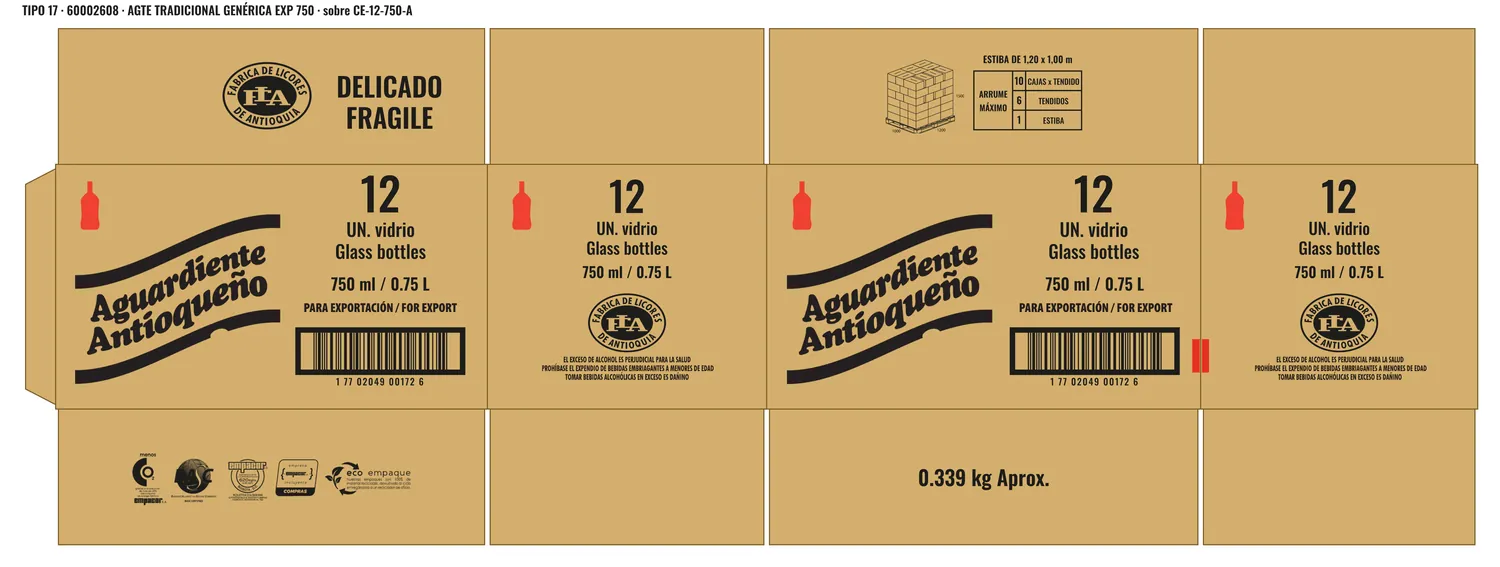 TIPO 17 · 60002608 · AGTE TRADICIONAL GENÉRICA EXP 750 · sobre CE-12-750-A
FABRICA DE LICORES
FLA
DE ANTIOQUIA
DELICADO
FRAGILE
ESTIBA DE 1,20 x 1,00 m
ARRUME
MÁXIMO
10 CAJAS x TENDIDO
6 TENDIDOS
1 ESTIBA
12
UN. vidrio
Glass bottles
750 ml / 0.75 L
PARA EXPORTACIÓN / FOR EXPORT
1 77 02049 00172 6
Aguardiente
Antioqueño
12
UN. vidrio
Glass bottles
750 ml / 0.75 L
FABRICA DE LICORES
FLA
DE ANTIOQUIA
EL EXCESO DE ALCOHOL ES PERJUDICIAL PARA LA SALUD
PROHÍBASE EL EXPENDIO DE BEBIDAS EMBRIAGANTES A MENORES DE EDAD
TOMAR BEBIDAS ALCOHÓLICAS EN EXCESO ES DAÑINO
Aguardiente
Antioqueño
12
UN. vidrio
Glass bottles
750 ml / 0.75 L
PARA EXPORTACIÓN / FOR EXPORT
1 77 02049 00172 6
12
UN. vidrio
Glass bottles
750 ml / 0.75 L
FABRICA DE LICORES
FLA
DE ANTIOQUIA
EL EXCESO DE ALCOHOL ES PERJUDICIAL PARA LA SALUD
PROHÍBASE EL EXPENDIO DE BEBIDAS EMBRIAGANTES A MENORES DE EDAD
TOMAR BEBIDAS ALCOHÓLICAS EN EXCESO ES DAÑINO
menos
empacor
empacor
empresa
empacor
COMPRAS
eco empaque
0.339 kg Aprox.